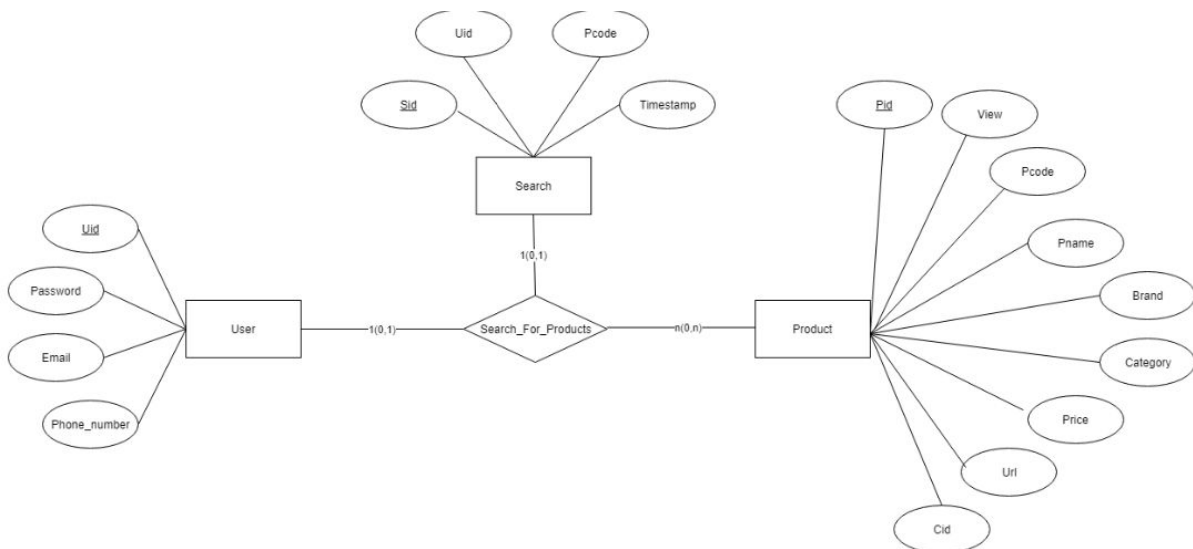 Uid
Pcode
Sid
Timestamp
Search
1(0,1)
Uid
Password
Email
Phone_number
User
1(0,1)
Search_For_Products
n(0,n)
Product
Pid
View
Pcode
Pname
Brand
Category
Price
Url
Cid